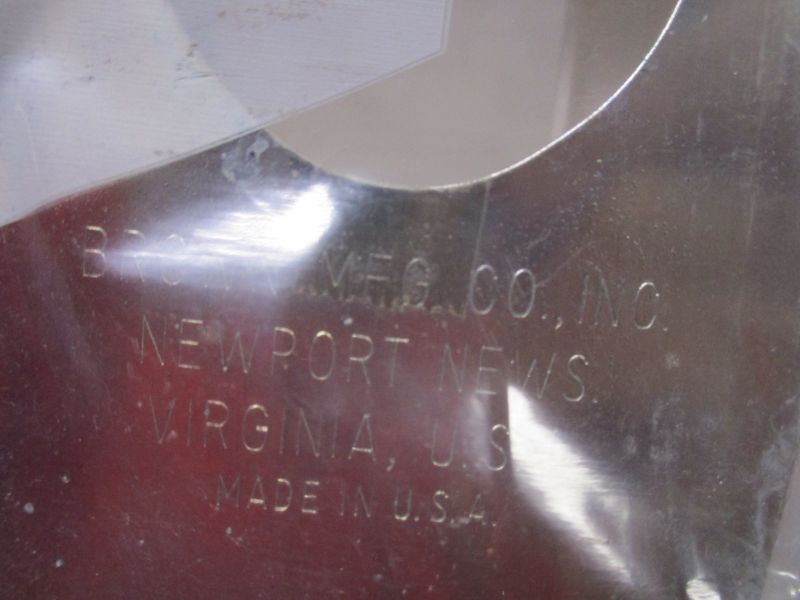 MFG. CO., INC.
NEWPORT NEWS.
VIRGINIA, U.S
MADE IN U.S.A.